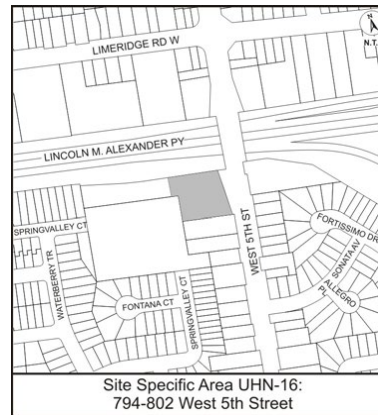 N
N.T.S
LIMERIDGE RD W
LINCOLN M. ALEXANDER PY
SPRINGVALLEY CT
WATERBERRY TR
FONTANA CT
SPRINGVALLEY CT
WEST 5TH ST
FORTISSIMO DR
SONATA AV
ALLEGRO PL
Site Specific Area UHN-16:
794-802 West 5th Street